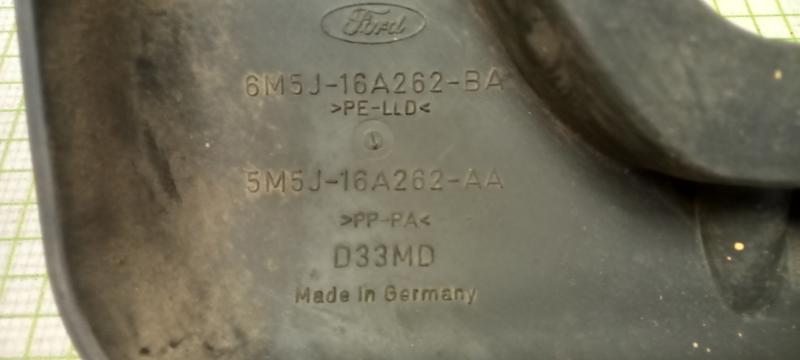 Ford
6M5J-16A262-BA
>PE-LLD<
5M5J-16A262-AA
>PP-PA<
D33MD
Made in Germany